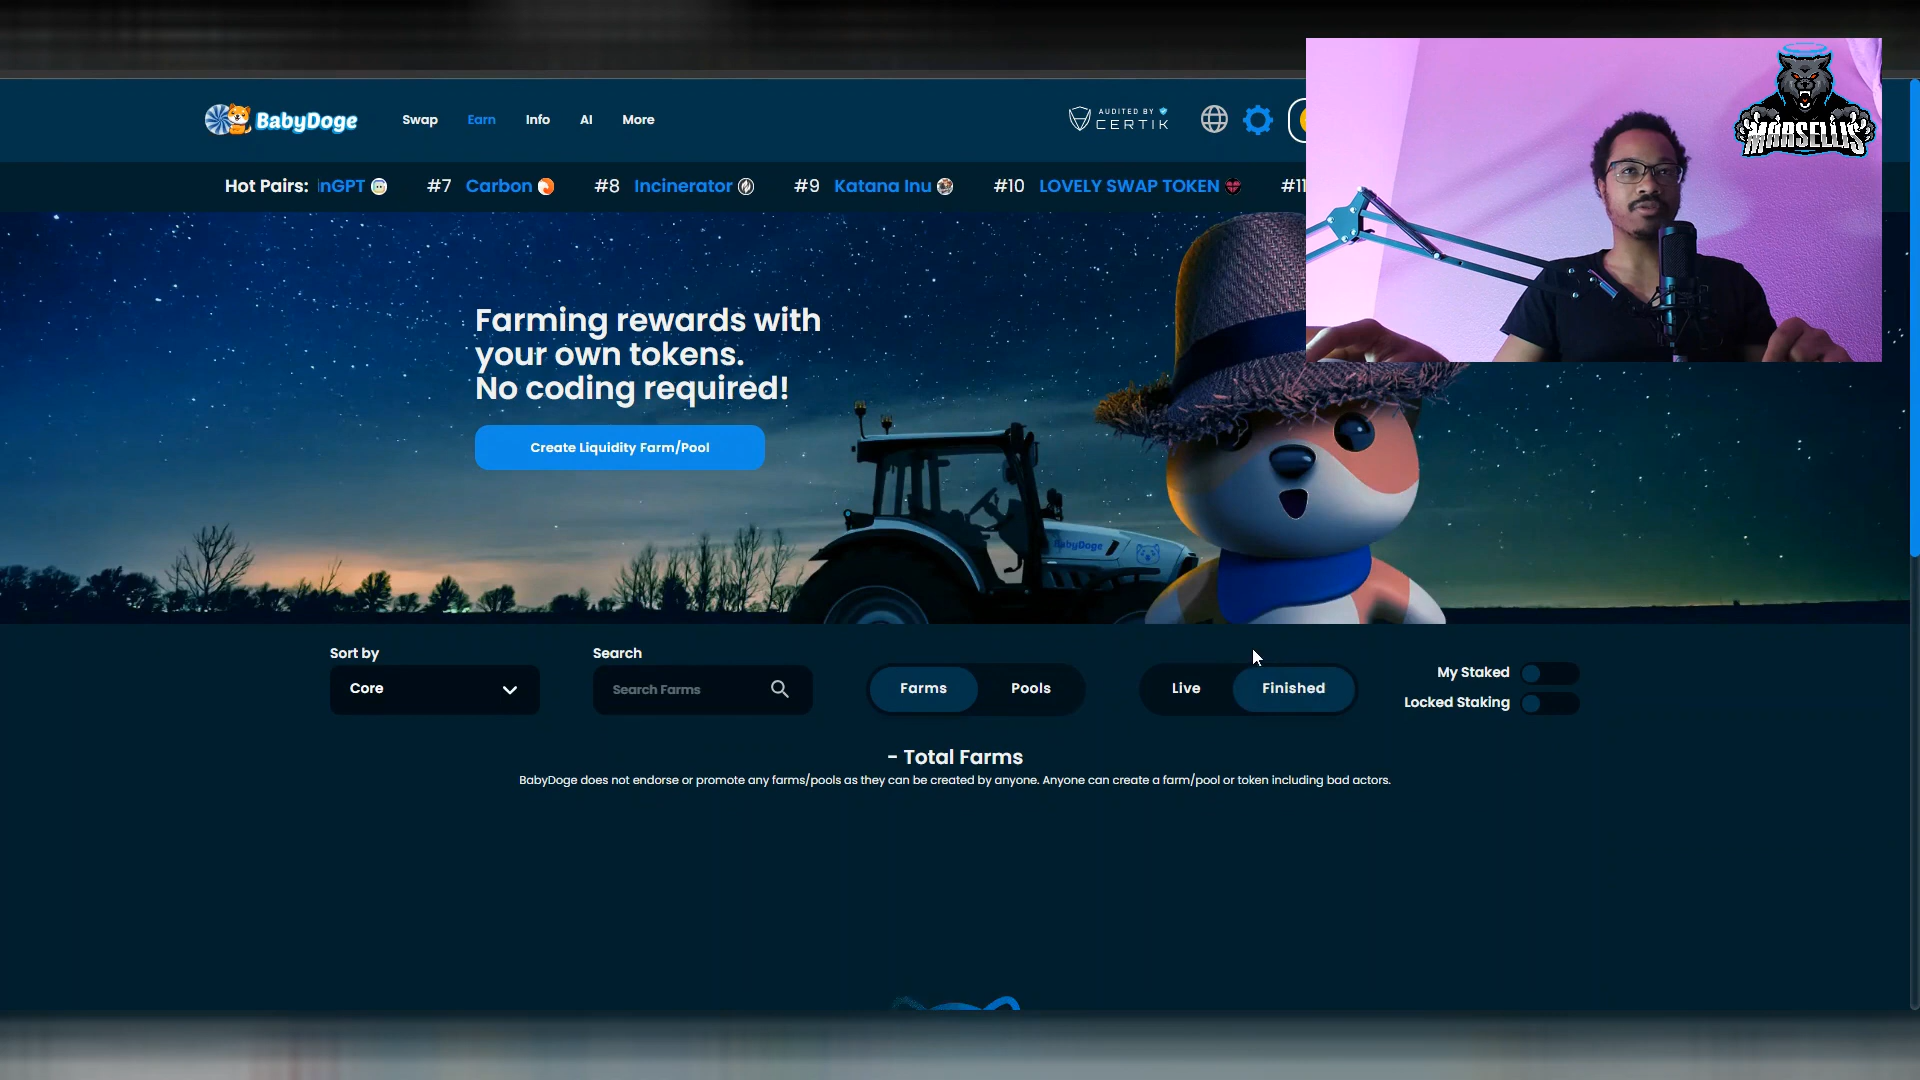 BabyDoge
Swap
Earn
Info
AI
More
AUDITED BY
CERTIK
MARSELLIS
Hot Pairs: inGPT #7 Carbon #8 Incinerator #9 Katana Inu #10 LOVELY SWAP TOKEN #11
Farming rewards with
your own tokens.
No coding required!
Create Liquidity Farm/Pool
BabyDoge
Sort by
Core
Search
Search Farms
Farms
Pools
Live
Finished
My Staked
Locked Staking
- Total Farms
BabyDoge does not endorse or promote any farms/pools as they can be created by anyone. Anyone can create a farm/pool or token including bad actors.